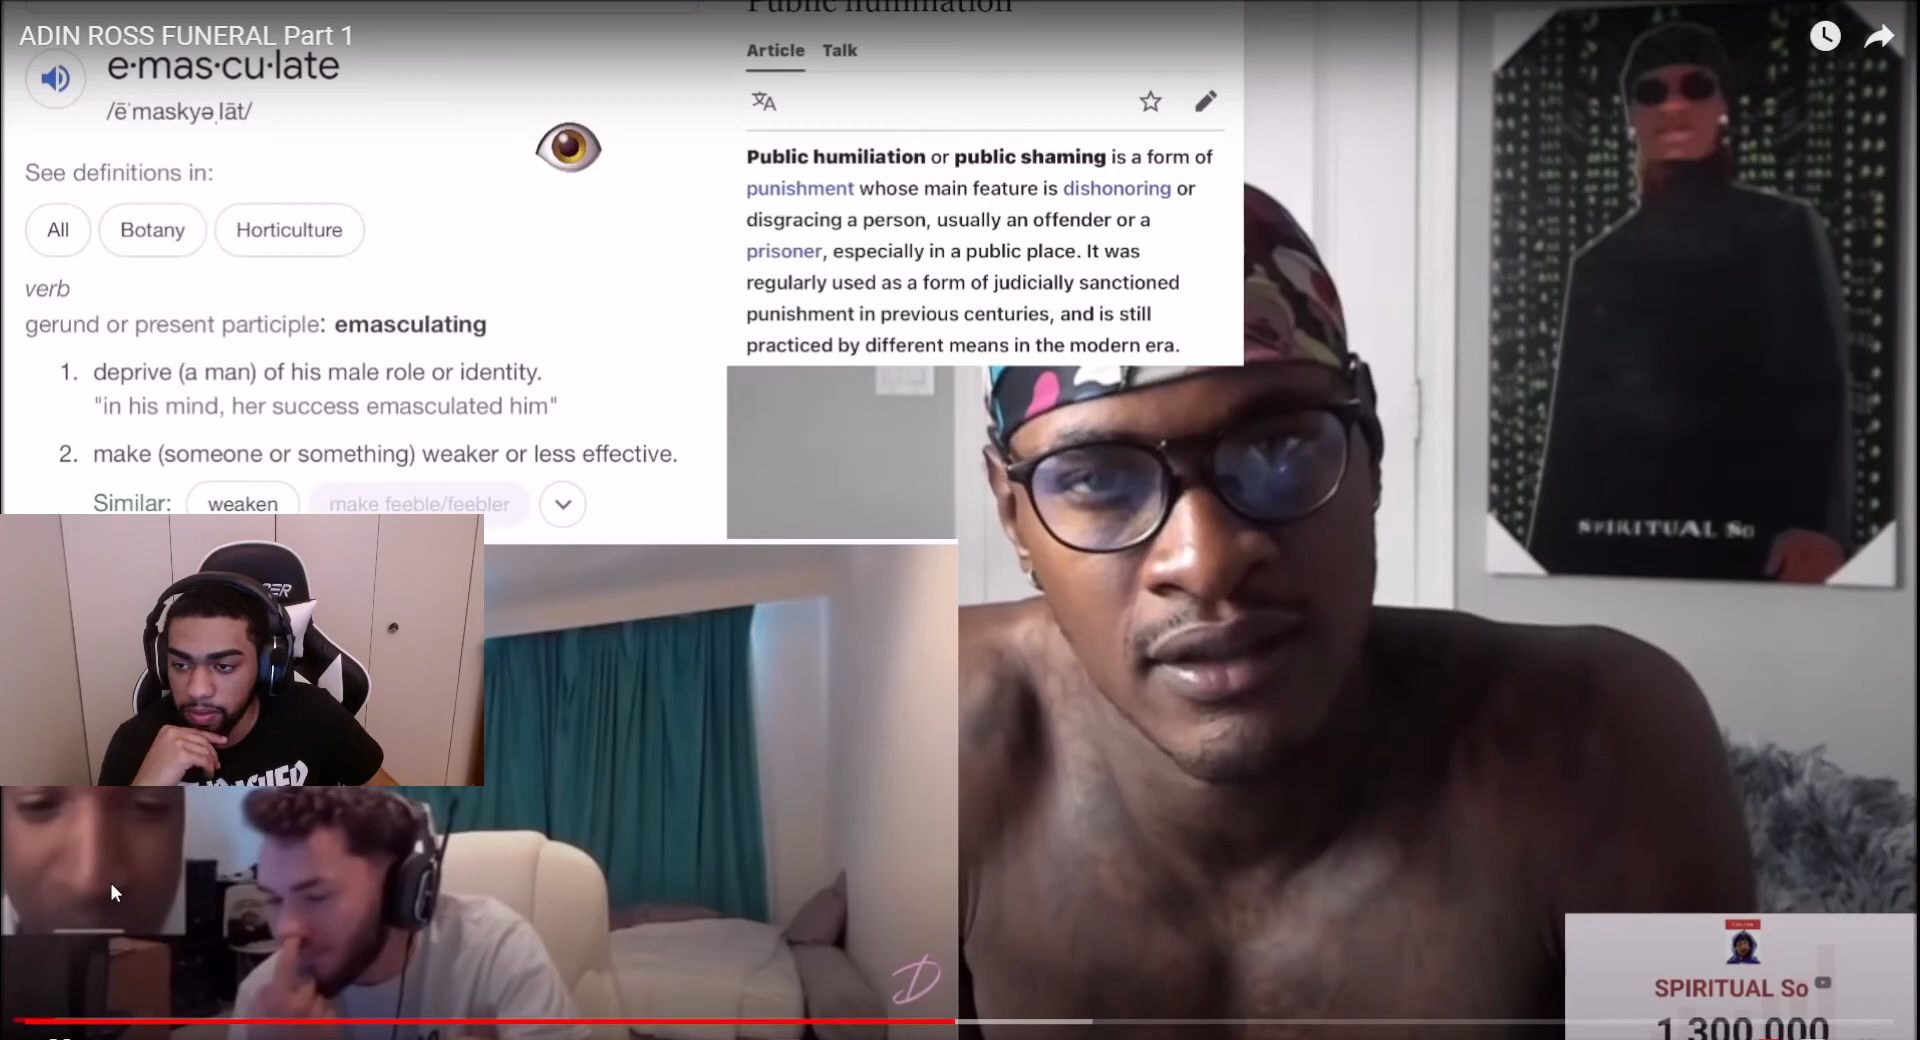 ADIN ROSS FUNERAL Part 1
e·mas·cu·late
/ēˈmaskyəˌlāt/
See definitions in:
All
Botany
Horticulture
verb
gerund or present participle: emasculating
1. deprive (a man) of his male role or identity.
"in his mind, her success emasculated him"
2. make (someone or something) weaker or less effective.
Similar:
weaken
make feeble/feebler
Public humiliation
Article
Talk
Public humiliation or public shaming is a form of
punishment whose main feature is dishonoring or
disgracing a person, usually an offender or a
prisoner, especially in a public place. It was
regularly used as a form of judicially sanctioned
punishment in previous centuries, and is still
practiced by different means in the modern era.
SPIRITUAL So
D
SPIRITUAL So
1,300,000